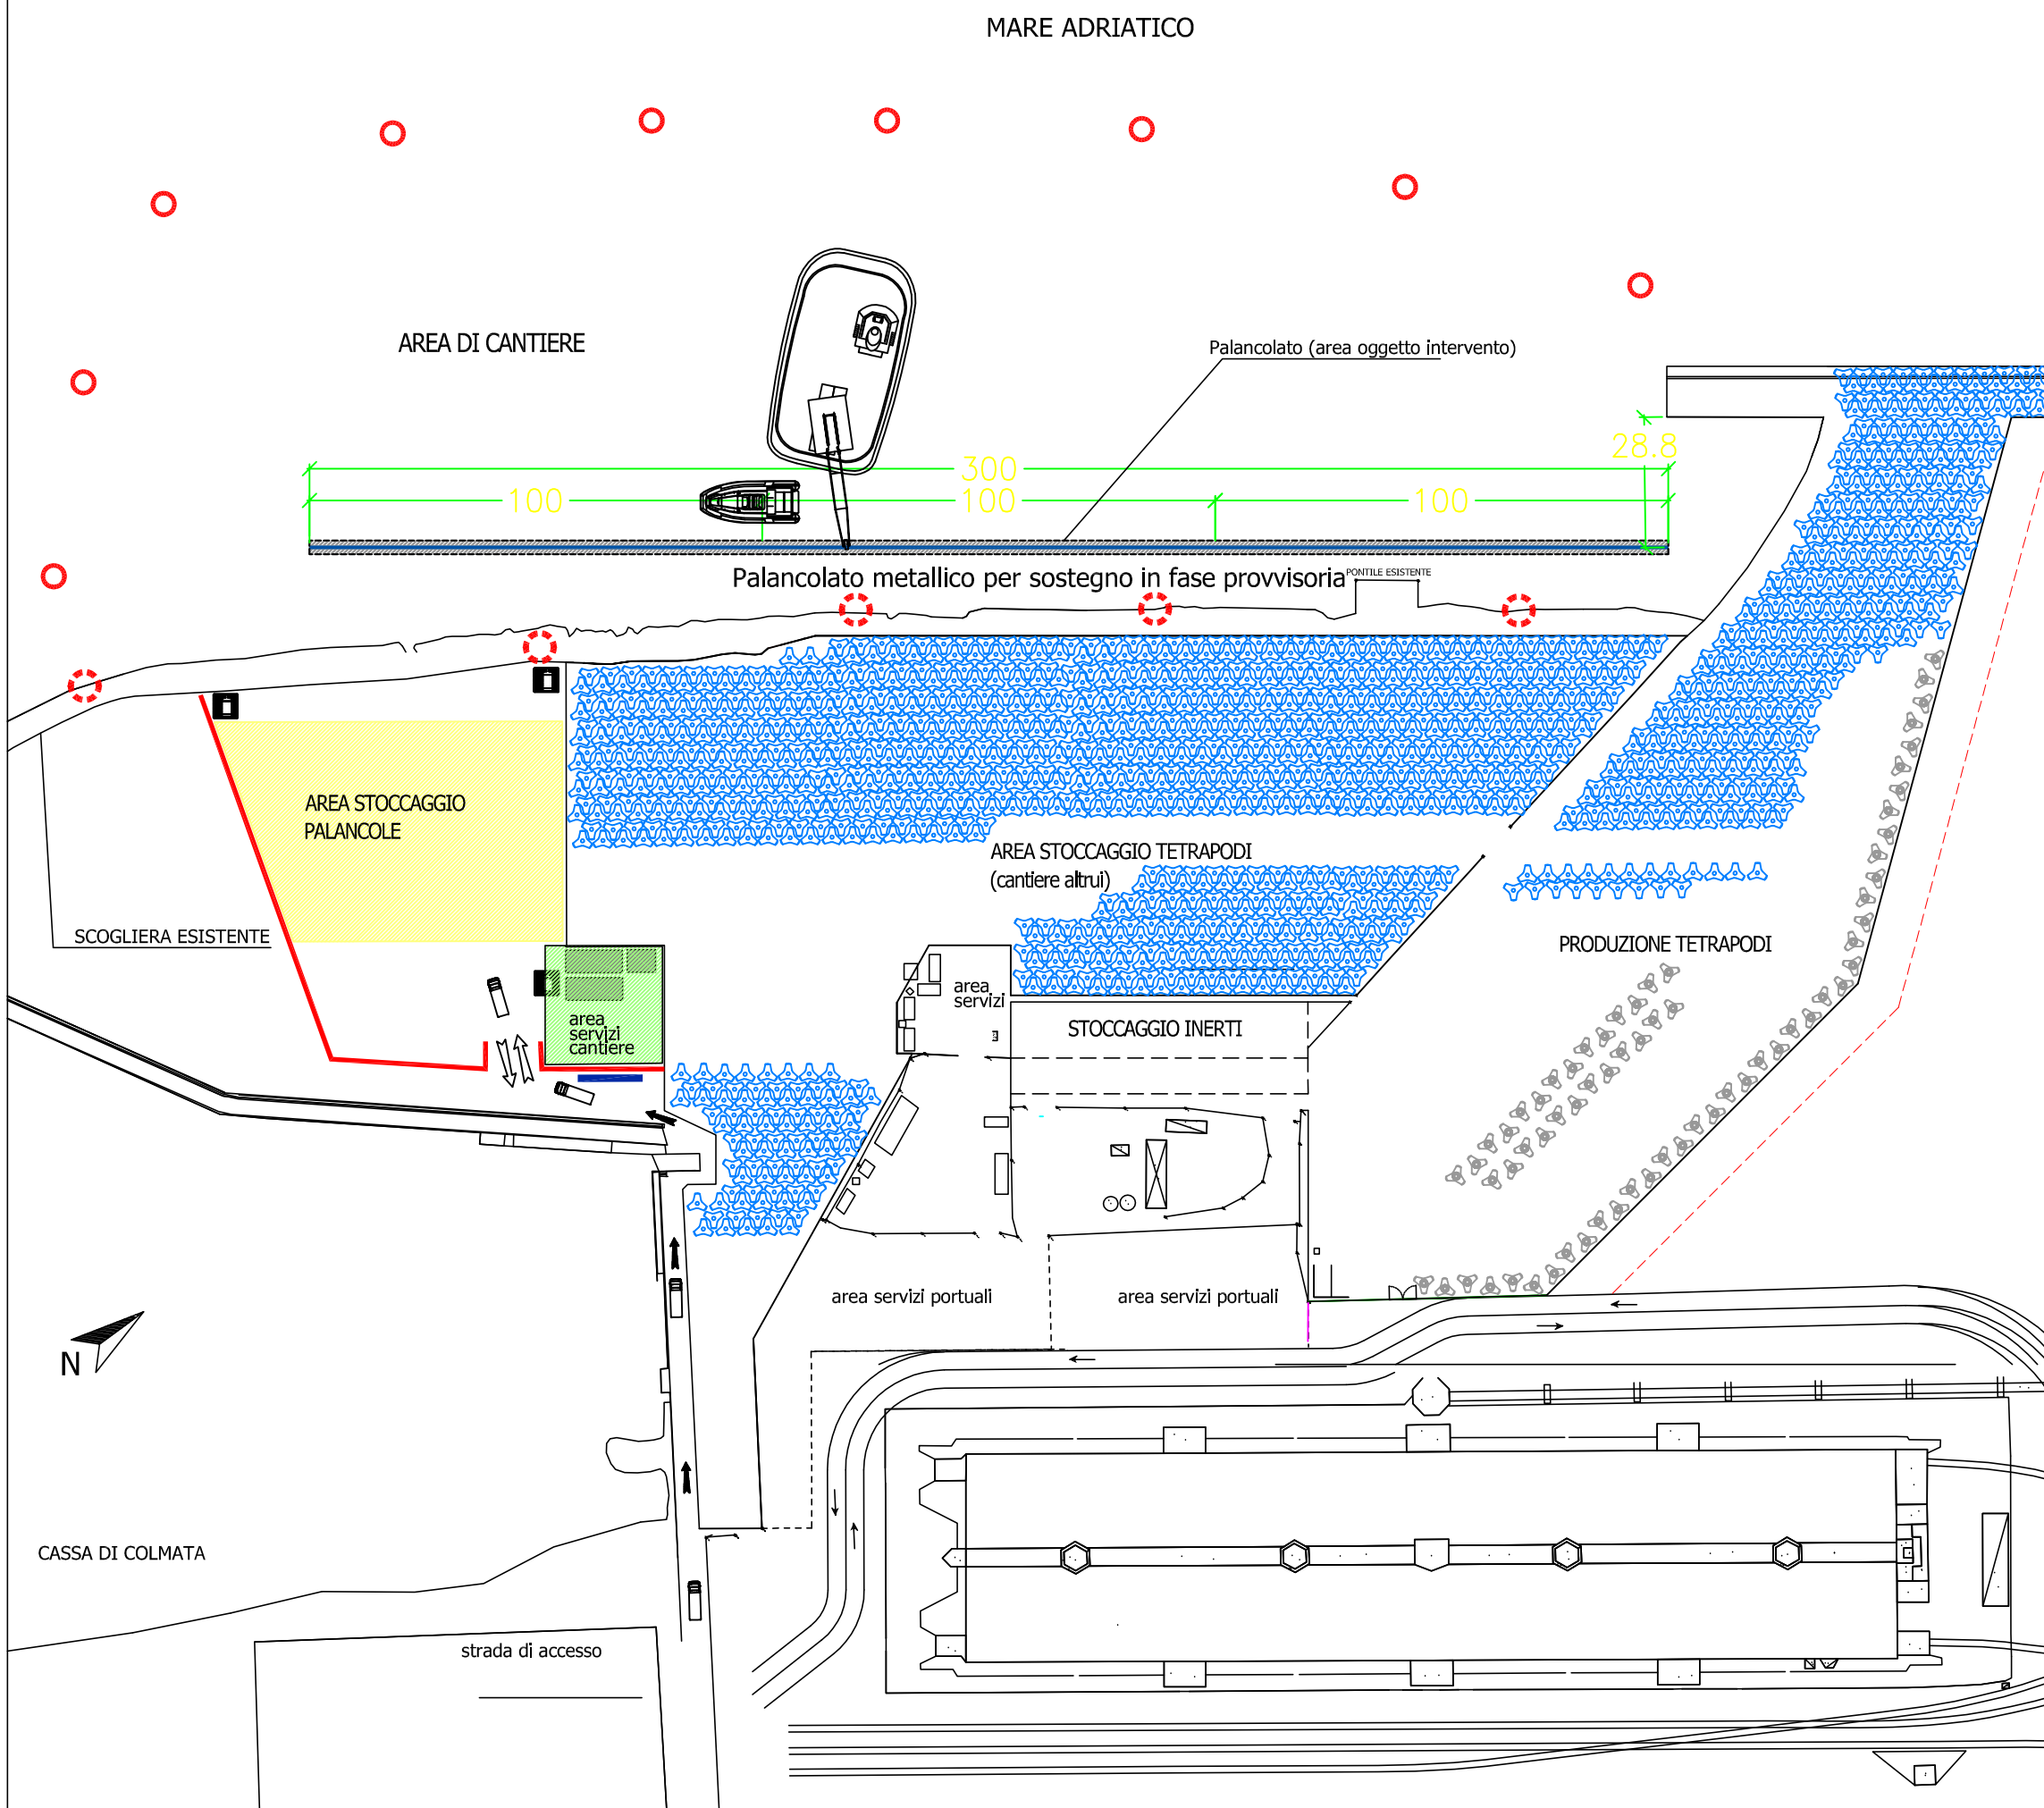 MARE ADRIATICO
AREA DI CANTIERE
Palancolato (area oggetto intervento)
28.8
300
100
100
100
Palancolato metallico per sostegno in fase provvisoria
PONTILE ESISTENTE
AREA STOCCAGGIO
PALANCOLE
AREA STOCCAGGIO TETRAPODI
(cantiere altrui)
SCOGLIERA ESISTENTE
PRODUZIONE TETRAPODI
area
servizi
area
servizi
cantiere
STOCCAGGIO INERTI
area servizi portuali
area servizi portuali
N
CASSA DI COLMATA
strada di accesso